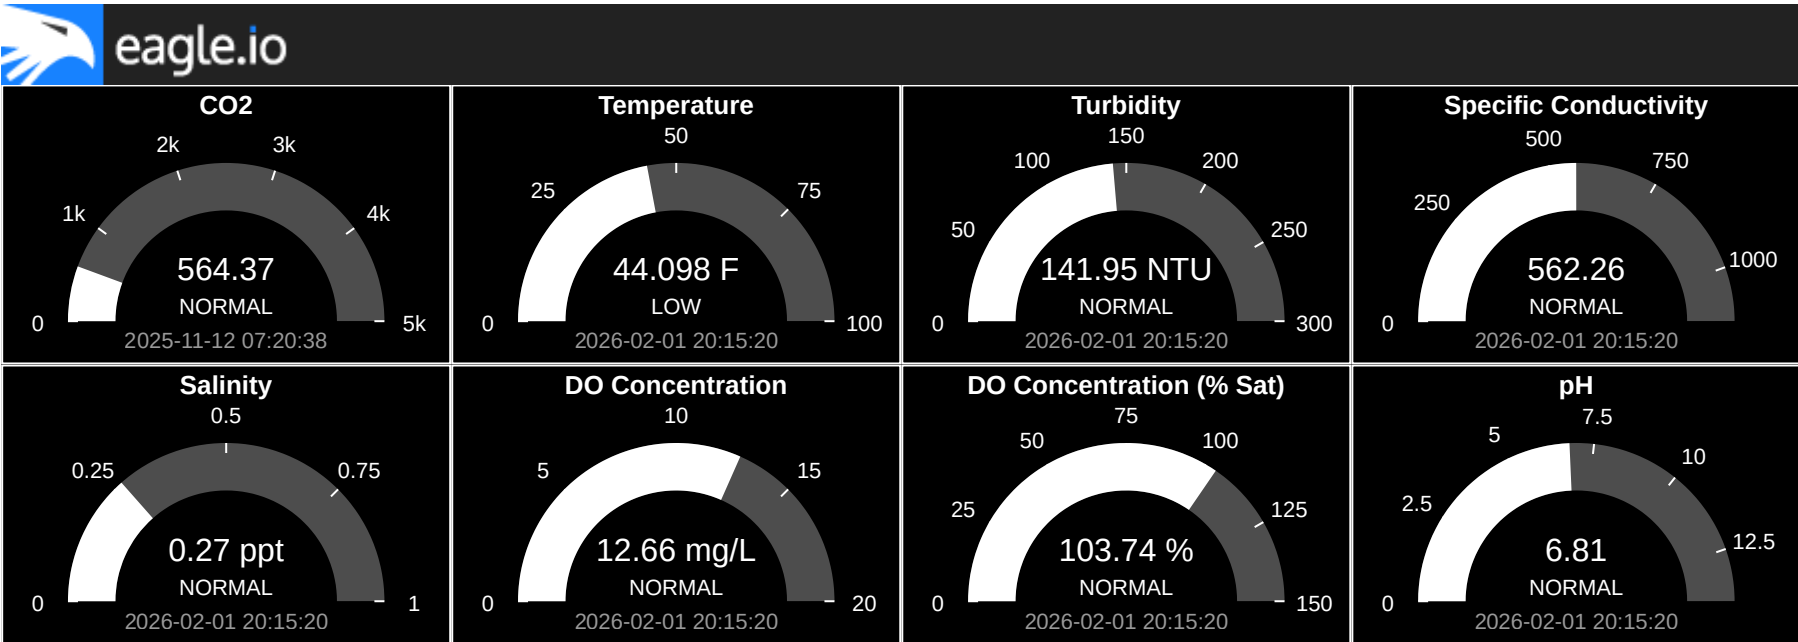 eagle.io
CO2
0
1k
2k
3k
4k
5k
564.37
NORMAL
2025-11-12 07:20:38
Temperature
0
25
50
75
100
44.098 F
LOW
2026-02-01 20:15:20
Turbidity
0
50
100
150
200
250
300
141.95 NTU
NORMAL
2026-02-01 20:15:20
Specific Conductivity
0
250
500
750
1000
562.26
NORMAL
2026-02-01 20:15:20
Salinity
0
0.25
0.5
0.75
1
0.27 ppt
NORMAL
2026-02-01 20:15:20
DO Concentration
0
5
10
15
20
12.66 mg/L
NORMAL
2026-02-01 20:15:20
DO Concentration (% Sat)
0
25
50
75
100
125
150
103.74 %
NORMAL
2026-02-01 20:15:20
pH
0
2.5
5
7.5
10
12.5
6.81
NORMAL
2026-02-01 20:15:20